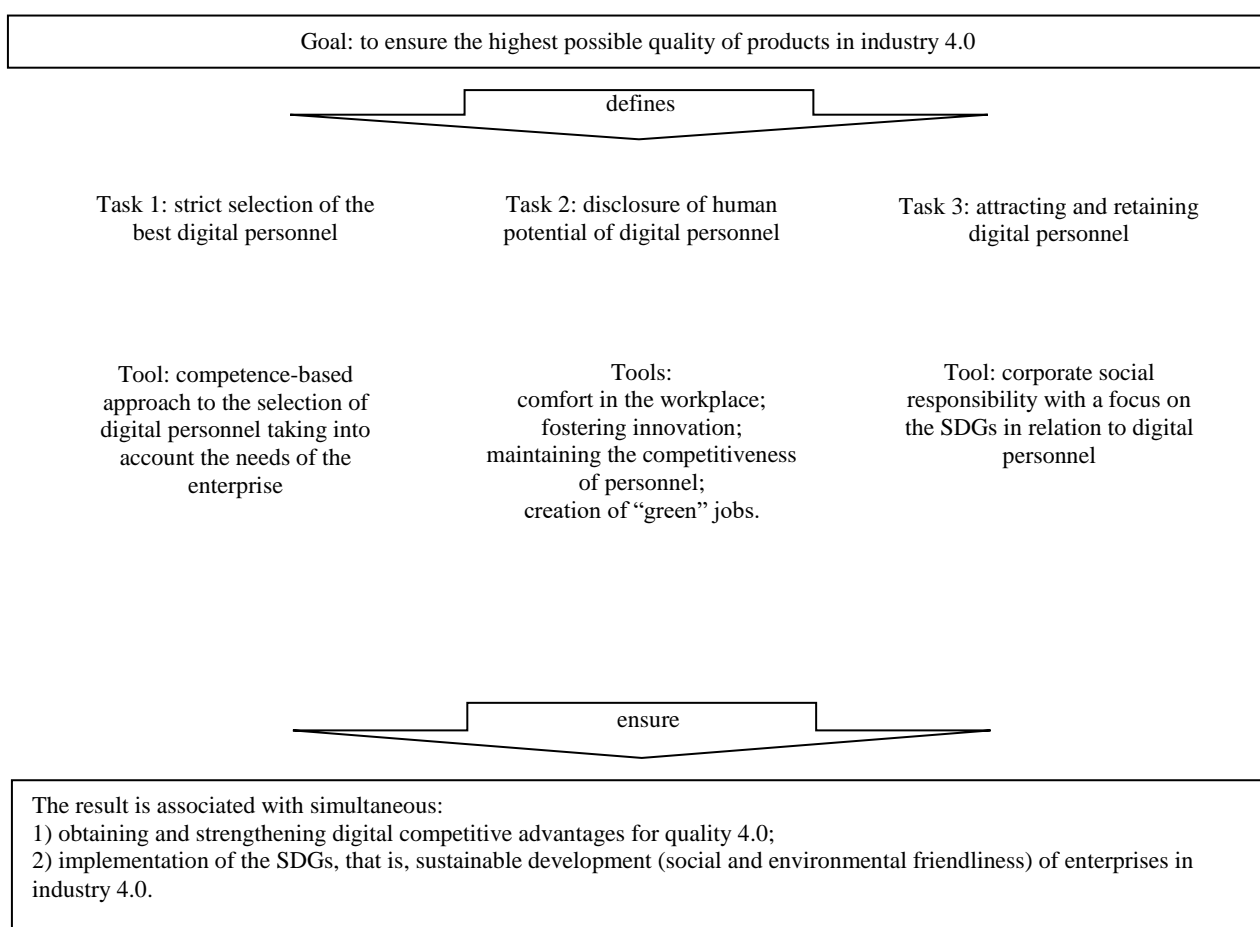 Goal: to ensure the highest possible quality of products in industry 4.0
defines
Task 1: strict selection of the
best digital personnel
Task 2: disclosure of human
potential of digital personnel
Task 3: attracting and retaining
digital personnel
Tool: competence-based
approach to the selection of
digital personnel taking into
account the needs of the
enterprise
Tools:
comfort in the workplace;
fostering innovation;
maintaining the competitiveness
of personnel;
creation of “green” jobs.
Tool: corporate social
responsibility with a focus on
the SDGs in relation to digital
personnel
ensure
The result is associated with simultaneous:
1) obtaining and strengthening digital competitive advantages for quality 4.0;
2) implementation of the SDGs, that is, sustainable development (social and environmental friendliness) of enterprises in
industry 4.0.